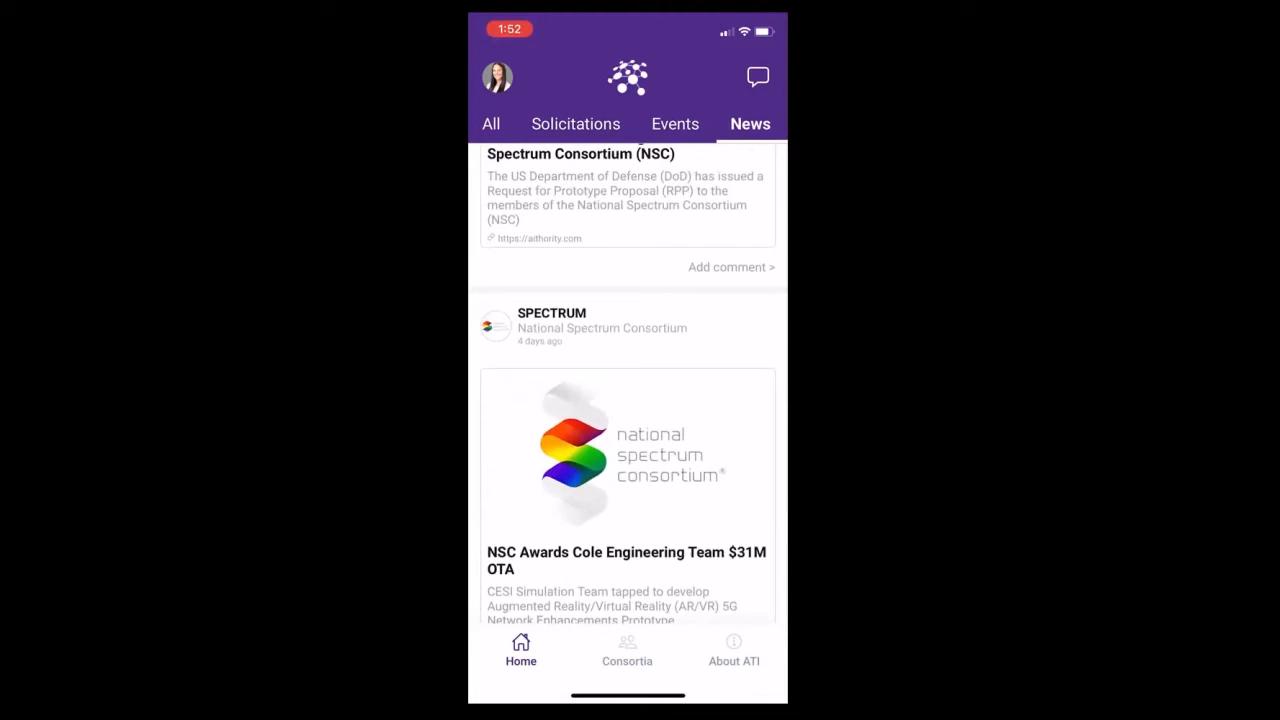 1:52
All Solicitations Events News
Spectrum Consortium (NSC)
The US Department of Defense (DoD) has issued a
Request for Prototype Proposal (RPP) to the
members of the National Spectrum Consortium
(NSC)
https://aithority.com
Add comment >
SPECTRUM
National Spectrum Consortium
4 days ago
national
spectrum
consortium®
NSC Awards Cole Engineering Team $31M
OTA
CESI Simulation Team tapped to develop
Augmented Reality/Virtual Reality (AR/VR) 5G
Network Enhancements Prototype
Home Consortia About ATI